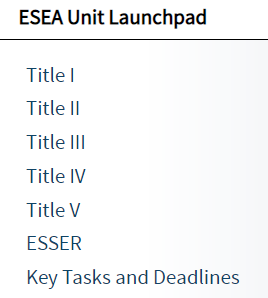 ESEA Unit Launchpad
Title I
Title II
Title III
Title IV
Title V
ESSER
Key Tasks and Deadlines